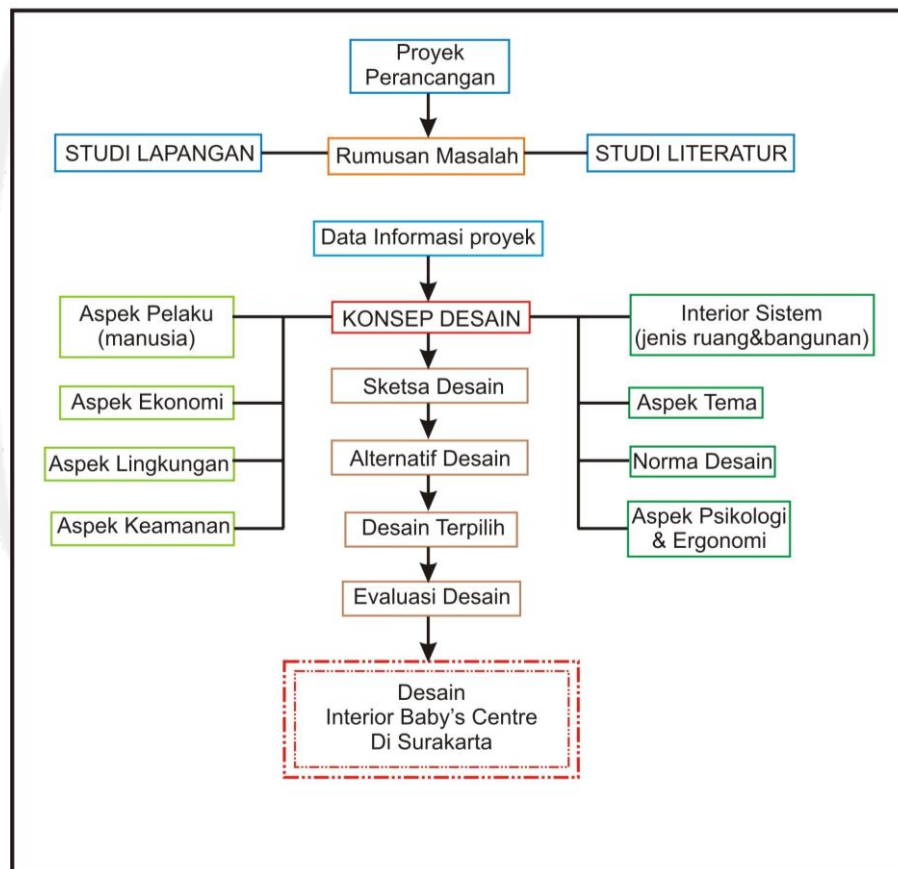 Proyek
Perancangan
STUDI LAPANGAN
Rumusan Masalah
STUDI LITERATUR
Data Informasi proyek
Aspek Pelaku
(manusia)
KONSEP DESAIN
Interior Sistem
(jenis ruang&bangunan)
Sketsa Desain
Aspek Ekonomi
Aspek Tema
Alternatif Desain
Aspek Lingkungan
Norma Desain
Desain Terpilih
Aspek Keamanan
Aspek Psikologi
& Ergonomi
Evaluasi Desain
Desain
Interior Baby's Centre
Di Surakarta